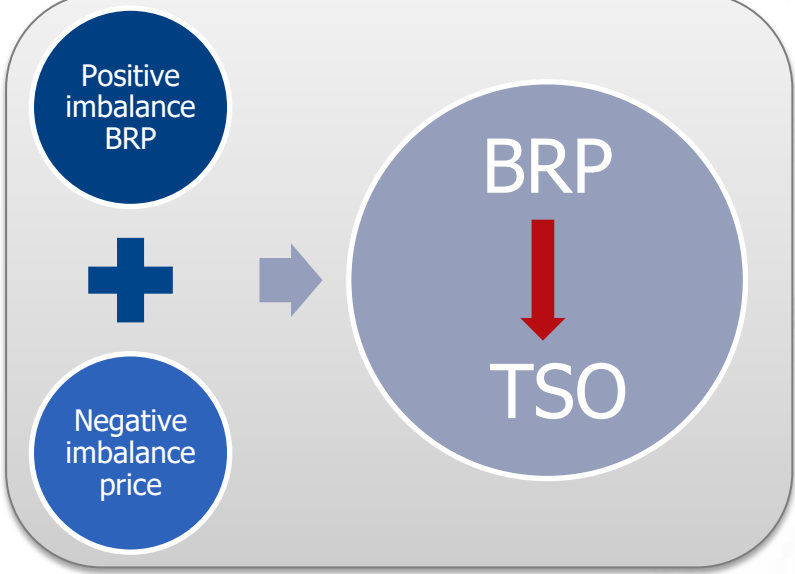 Positive
imbalance
BRP
Negative
imbalance
price
BRP
TSO